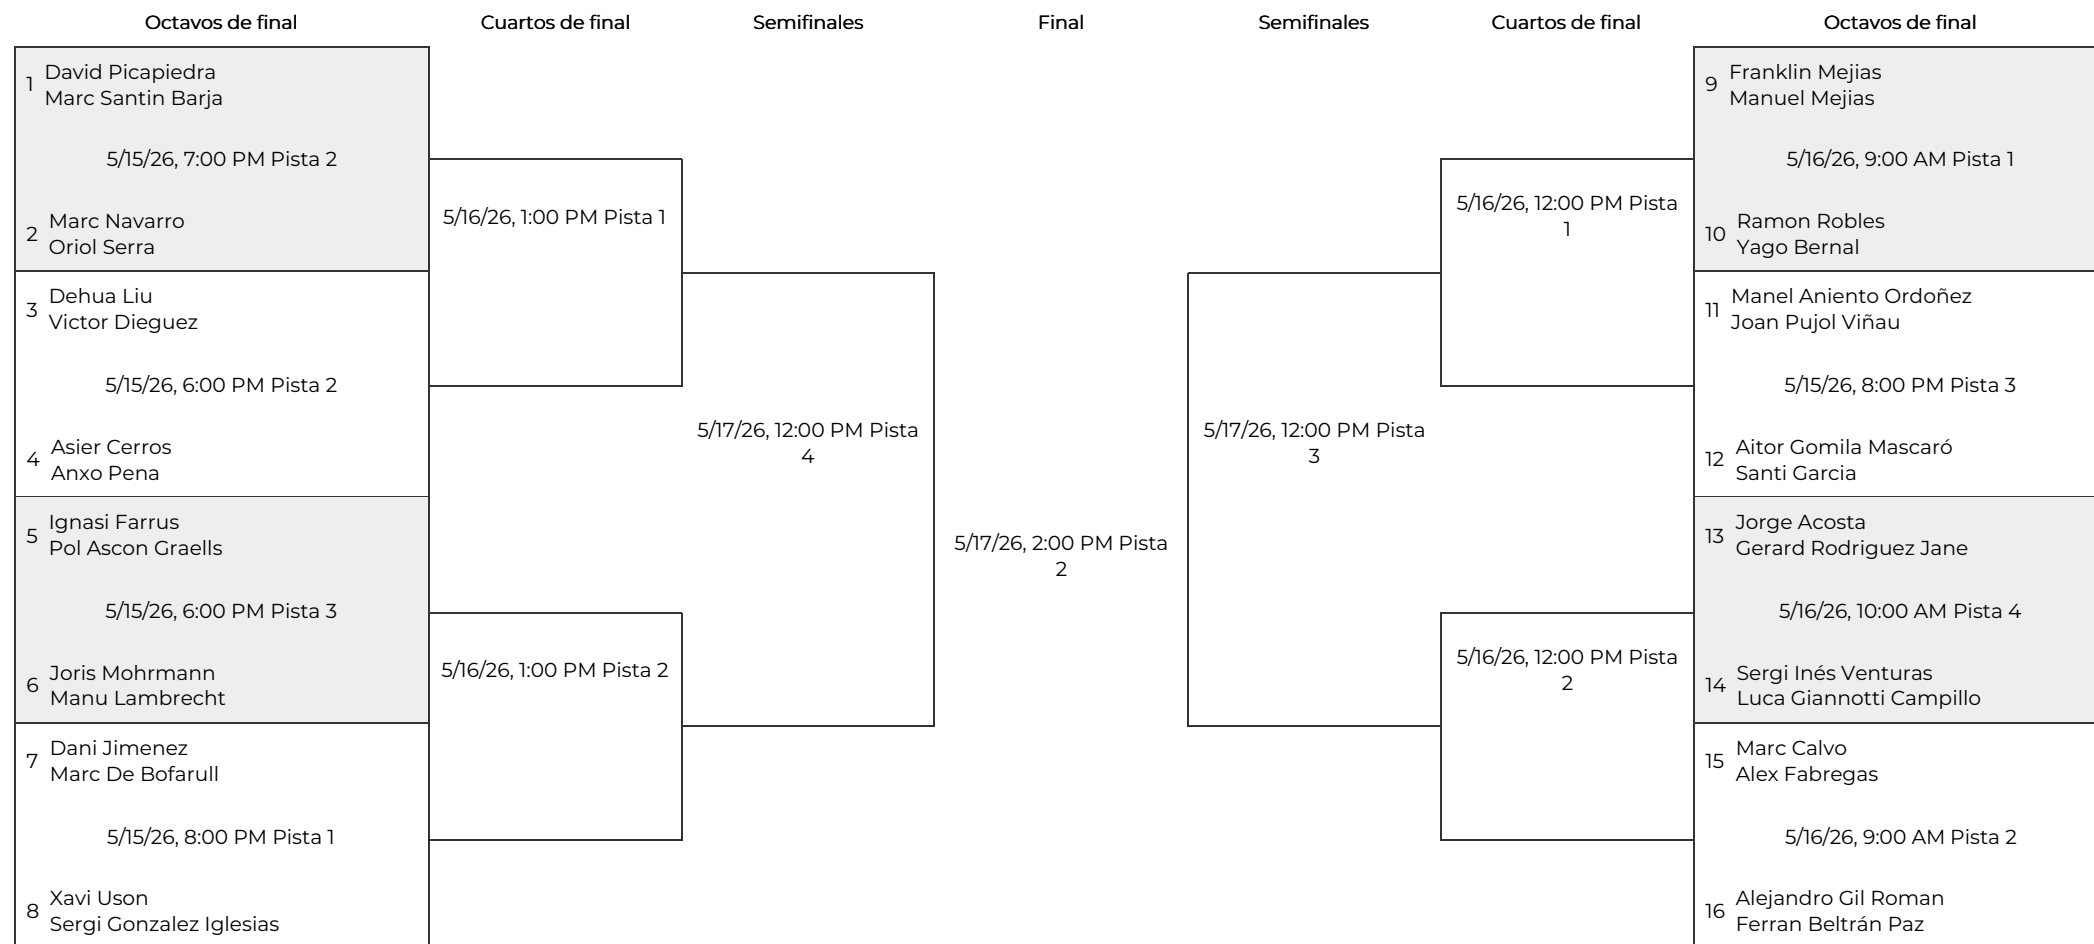 Octavos de final
Cuartos de final
Semifinales
Final
Semifinales
Cuartos de final
Octavos de final
1
David Picapiedra
Marc Santin Barja
5/15/26, 7:00 PM Pista 2
2
Marc Navarro
Oriol Serra
3
Dehua Liu
Victor Dieguez
5/15/26, 6:00 PM Pista 2
4
Asier Cerros
Anxo Pena
5
Ignasi Farrus
Pol Ascon Graells
5/15/26, 6:00 PM Pista 3
6
Joris Mohrmann
Manu Lambrecht
7
Dani Jimenez
Marc De Bofarull
5/15/26, 8:00 PM Pista 1
8
Xavi Uson
Sergi Gonzalez Iglesias
5/16/26, 1:00 PM Pista 1
5/16/26, 1:00 PM Pista 2
5/17/26, 12:00 PM Pista
4
5/17/26, 2:00 PM Pista
2
5/17/26, 12:00 PM Pista
3
5/16/26, 12:00 PM Pista
1
5/16/26, 12:00 PM Pista
2
9
Franklin Mejias
Manuel Mejias
5/16/26, 9:00 AM Pista 1
10
Ramon Robles
Yago Bernal
11
Manel Aniento Ordoñez
Joan Pujol Viñau
5/15/26, 8:00 PM Pista 3
12
Aitor Gomila Mascaró
Santi Garcia
13
Jorge Acosta
Gerard Rodriguez Jane
5/16/26, 10:00 AM Pista 4
14
Sergi Inés Venturas
Luca Giannotti Campillo
15
Marc Calvo
Alex Fabregas
5/16/26, 9:00 AM Pista 2
16
Alejandro Gil Roman
Ferran Beltrán Paz